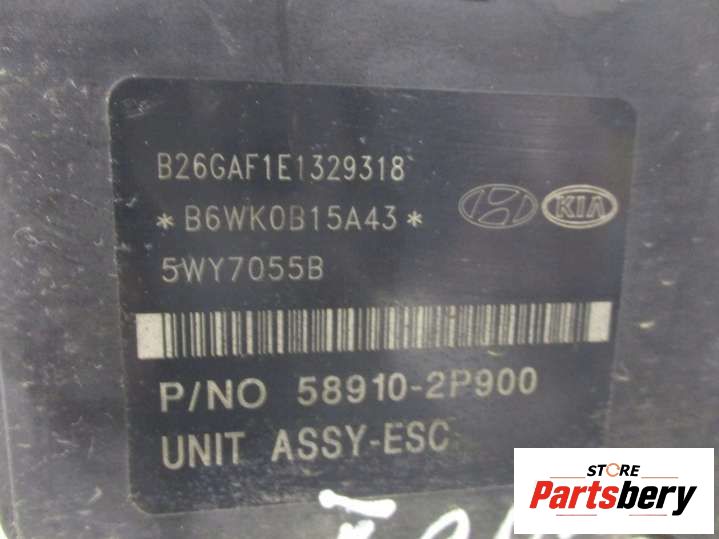 B26GAF1E1329318
*B6WK0B15A43*
KIA
5WY7055B
P/NO 58910-2P900
UNIT ASSY-ESC
STORE
Partsbery